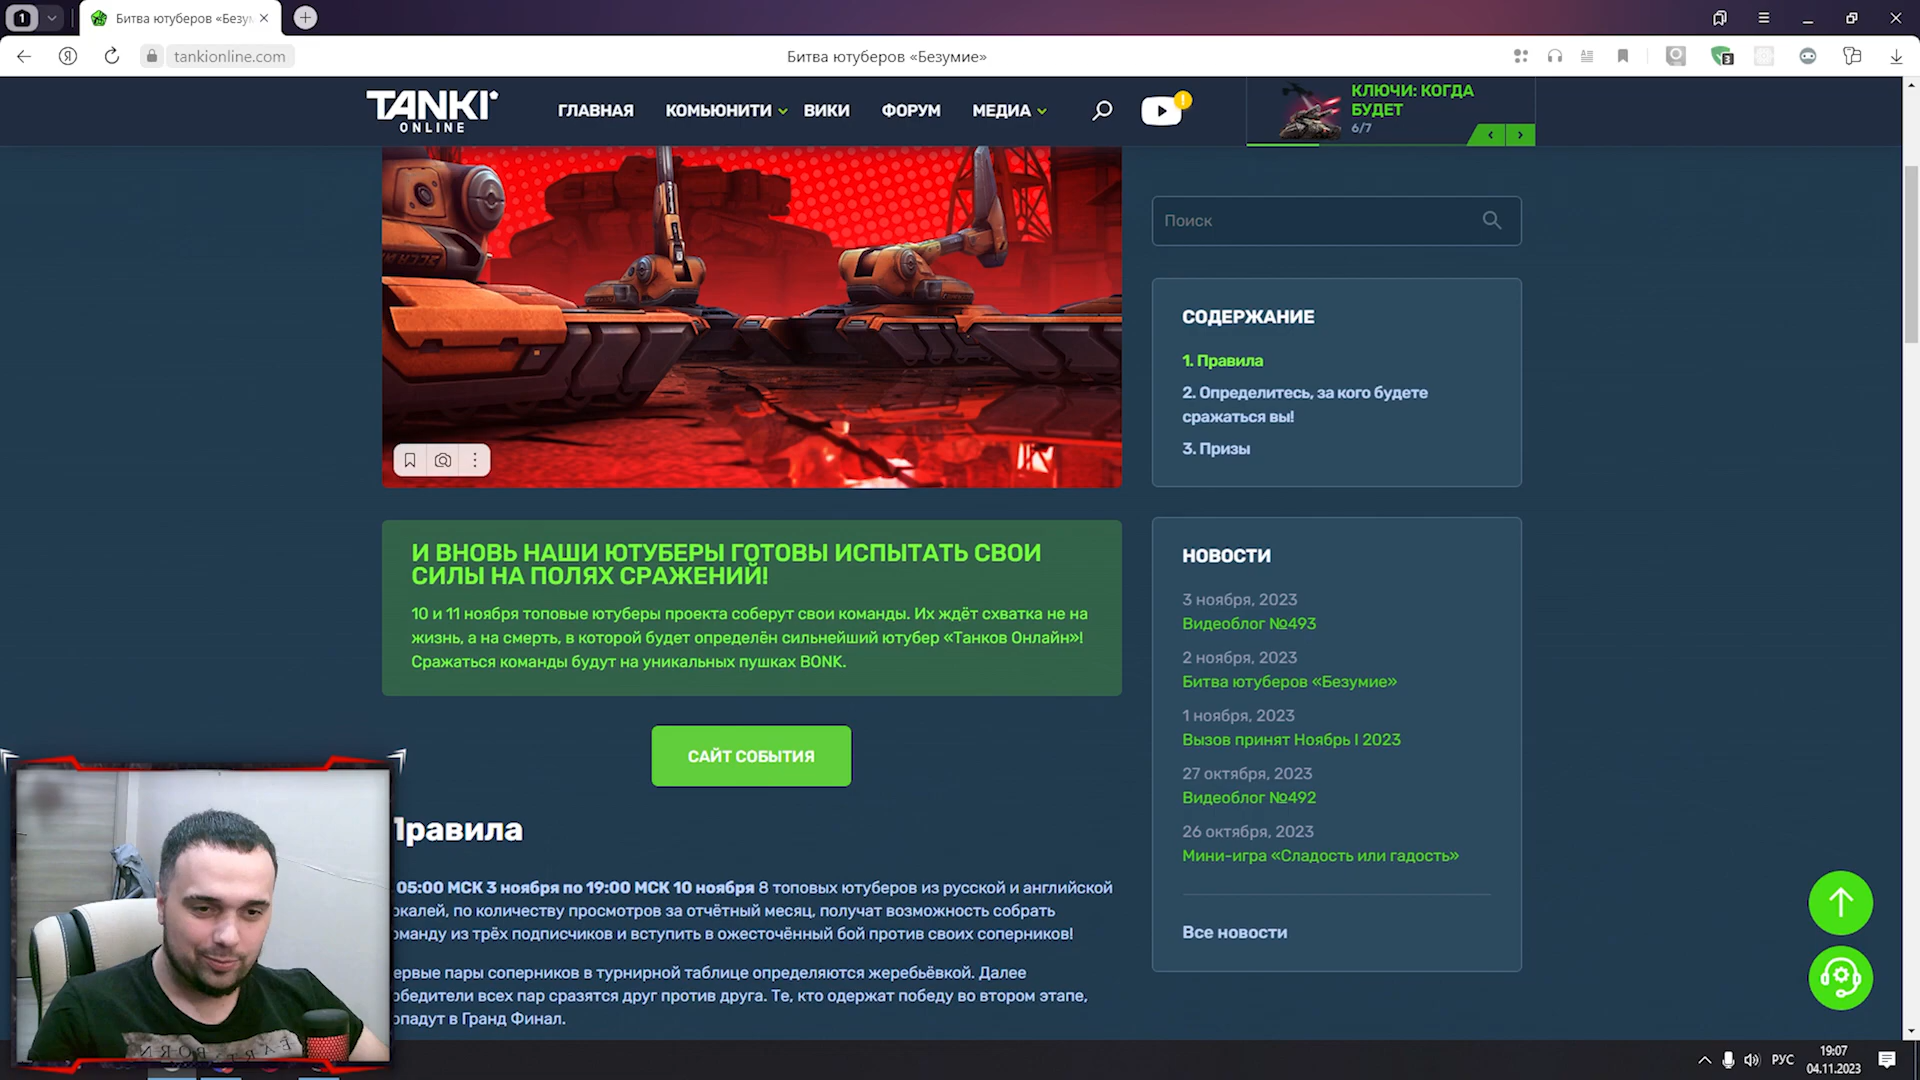 1
Битва ютуберов «Безу
tankionline.com
Битва ютуберов «Безумие»
3
TANKI
ONLINE
ГЛАВНАЯ
КОМЬЮНИТИ
ВИКИ
ФОРУМ
МЕДИА
!
КЛЮЧИ: КОГДА
БУДЕТ
6/7
Поиск
СОДЕРЖАНИЕ
1. Правила
2. Определитесь, за кого будете
сражаться вы!
3. Призы
И ВНОВЬ НАШИ ЮТУБЕРЫ ГОТОВЫ ИСПЫТАТЬ СВОИ
СИЛЫ НА ПОЛЯХ СРАЖЕНИЙ!
10 и 11 ноября топовые ютуберы проекта соберут свои команды. Их ждёт схватка не на
жизнь, а на смерть, в которой будет определён сильнейший ютубер «Танков Онлайн»!
Сражаться команды будут на уникальных пушках BONK.
САЙТ СОБЫТИЯ
Правила
05:00 МСК 3 ноября по 19:00 МСК 10 ноября 8 топовых ютуберов из русской и английской
окалей, по количеству просмотров за отчётный месяц, получат возможность собрать
оманду из трёх подписчиков и вступить в ожесточённый бой против своих соперников!
ервые пары соперников в турнирной таблице определяются жеребьёвкой. Далее
обедители всех пар сразятся друг против друга. Те, кто одержат победу во втором этапе,
опадут в Гранд Финал.
НОВОСТИ
3 ноября, 2023
Видеоблог №493
2 ноября, 2023
Битва ютуберов «Безумие»
1 ноября, 2023
Вызов принят Ноябрь I 2023
27 октября, 2023
Видеоблог №492
26 октября, 2023
Мини-игра «Сладость или гадость»
Все новости
РУС
19:07
04.11.2023